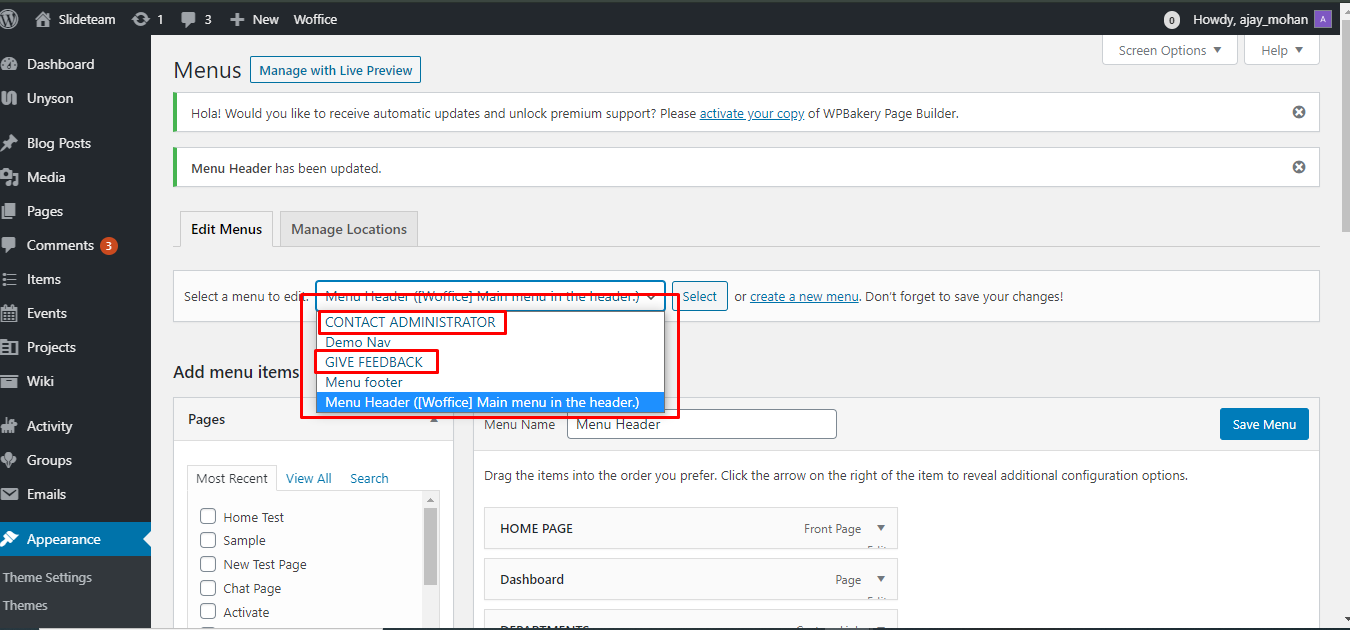 Slideteam 1 3 New Woffice 0 Howdy, ajay_mohan A
Screen Options Help
Dashboard
Unyson
Blog Posts
Media
Pages
Comments 3
Items
Events
Projects
Wiki
Activity
Groups
Emails
Appearance
Theme Settings
Themes
Menus Manage with Live Preview
Hola! Would you like to receive automatic updates and unlock premium support? Please activate your copy of WPBakery Page Builder.
Menu Header has been updated.
Edit Menus Manage Locations
Select a menu to edit: Menu Header ([Woffice] Main menu in the header.) Select or create a new menu. Don't forget to save your changes!
CONTACT ADMINISTRATOR
Demo Nav
GIVE FEEDBACK
Menu footer
Menu Header ([Woffice] Main menu in the header.)
Add menu items
Pages
Most Recent View All Search
Home Test
Sample
New Test Page
Chat Page
Activate
Menu Name Menu Header Save Menu
Drag the items into the order you prefer. Click the arrow on the right of the item to reveal additional configuration options.
HOME PAGE Front Page
Edit
Dashboard Page
Edit
DEPARTMENTS